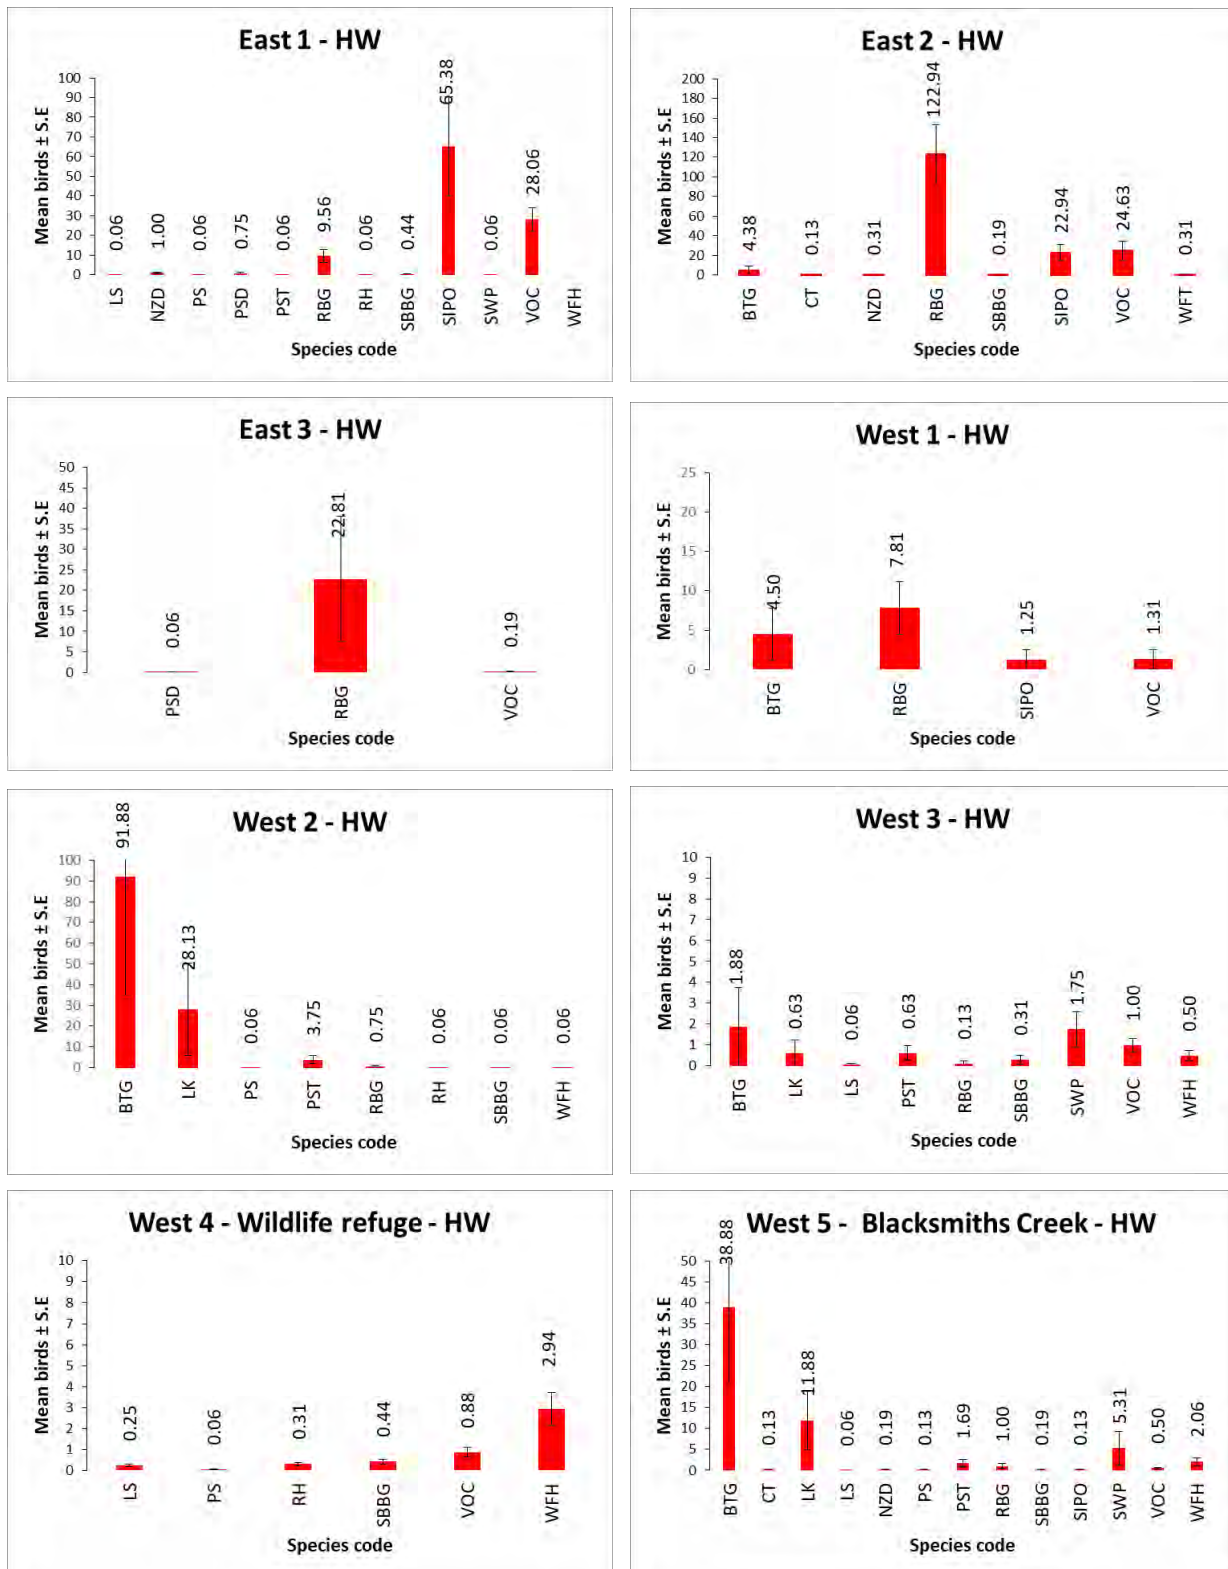 East 1 - HW
Mean birds ± S.E
100
90
80
70
60
50
40
30
20
10
0
0.06
1.00
0.06
0.75
0.06
9.56
0.06
0.44
65.38
0.06
28.06
LS
NZD
PS
PSD
PST
RBG
RH
SBBG
SIPO
SWP
VOC
WFH
Species code
East 2 - HW
Mean birds ± S.E
200
180
160
140
120
100
80
60
40
20
0
4.38
0.13
0.31
122.94
0.19
22.94
24.63
0.31
BTG
CT
NZD
RBG
SBBG
SIPO
VOC
WFT
Species code
East 3 - HW
Mean birds ± S.E
50
45
40
35
30
25
20
15
10
5
0
0.06
22.81
0.19
PSD
RBG
VOC
Species code
West 1 - HW
Mean birds ± S.E
25
20
15
10
5
0
4.50
7.81
1.25
1.31
BTG
RBG
SIPO
VOC
Species code
West 2 - HW
Mean birds ± S.E
100
90
80
70
60
50
40
30
20
10
0
91.88
28.13
0.06
3.75
0.75
0.06
0.06
0.06
BTG
LK
PS
PST
RBG
RH
SBBG
WFH
Species code
West 3 - HW
Mean birds ± S.E
10
9
8
7
6
5
4
3
2
1
0
1.88
0.63
0.06
0.63
0.13
0.31
1.75
1.00
0.50
BTG
LK
LS
PST
RBG
SBBG
SWP
VOC
WFH
Species code
West 4 - Wildlife refuge - HW
Mean birds ± S.E
10
9
8
7
6
5
4
3
2
1
0
0.25
0.06
0.31
0.44
0.88
2.94
LS
PS
RH
SBBG
VOC
WFH
Species code
West 5 - Blacksmiths Creek - HW
Mean birds ± S.E
50
45
40
35
30
25
20
15
10
5
0
38.88
0.13
11.88
0.06
0.19
0.13
1.69
1.00
0.19
0.13
5.31
0.50
2.06
BTG
CT
LK
LS
NZD
PS
PST
RBG
SBBG
SIPO
SWP
VOC
WFH
Species code